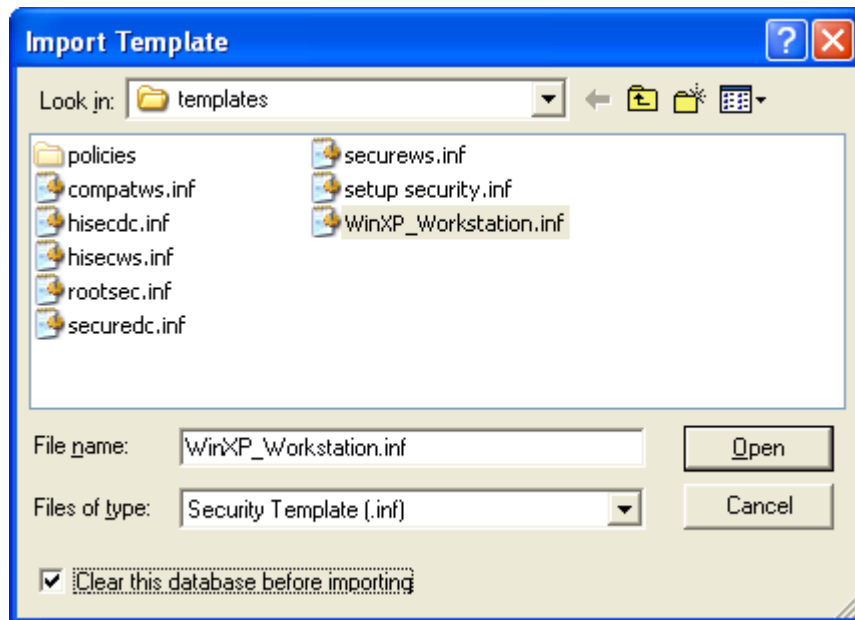 Import Template
Look in: templates
policies
compatws.inf
hisecdc.inf
hisecws.inf
rootsec.inf
securedc.inf
securews.inf
setup security.inf
WinXP_Workstation.inf
File name: WinXP_Workstation.inf Open
Files of type: Security Template (.inf) Cancel
Clear this database before importing